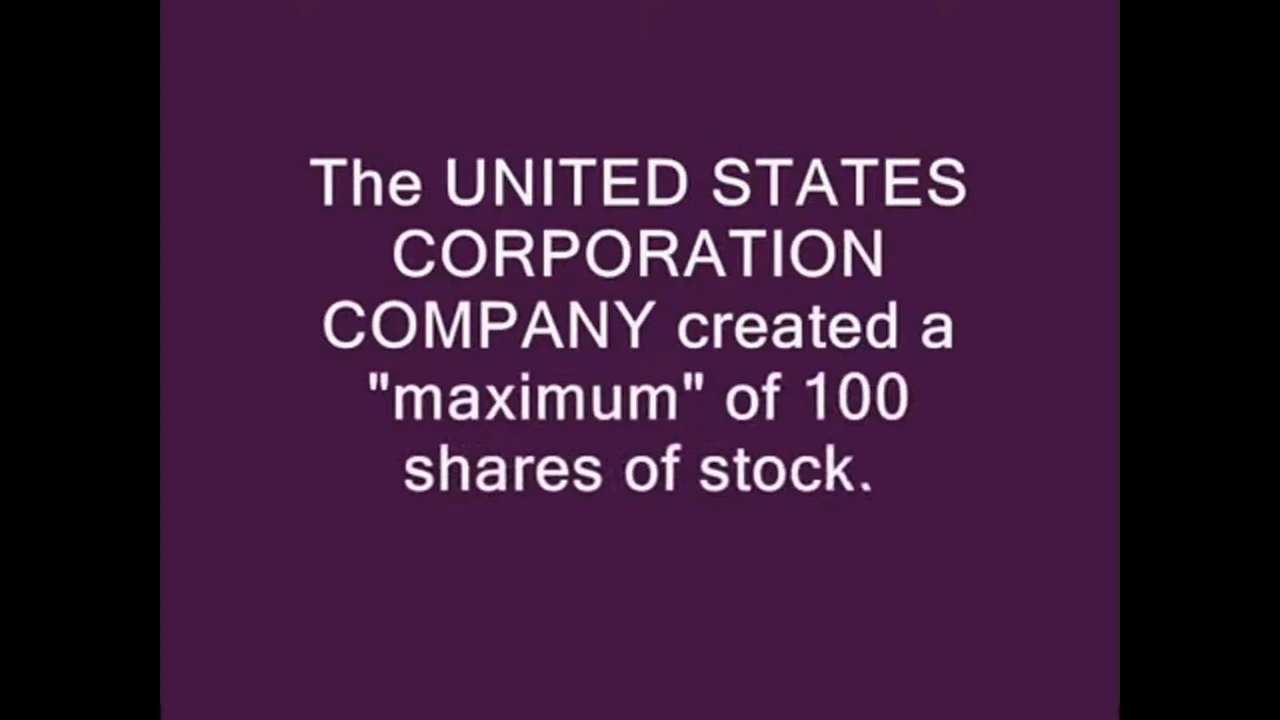 The UNITED STATES
CORPORATION
COMPANY created a
"maximum" of 100
shares of stock.